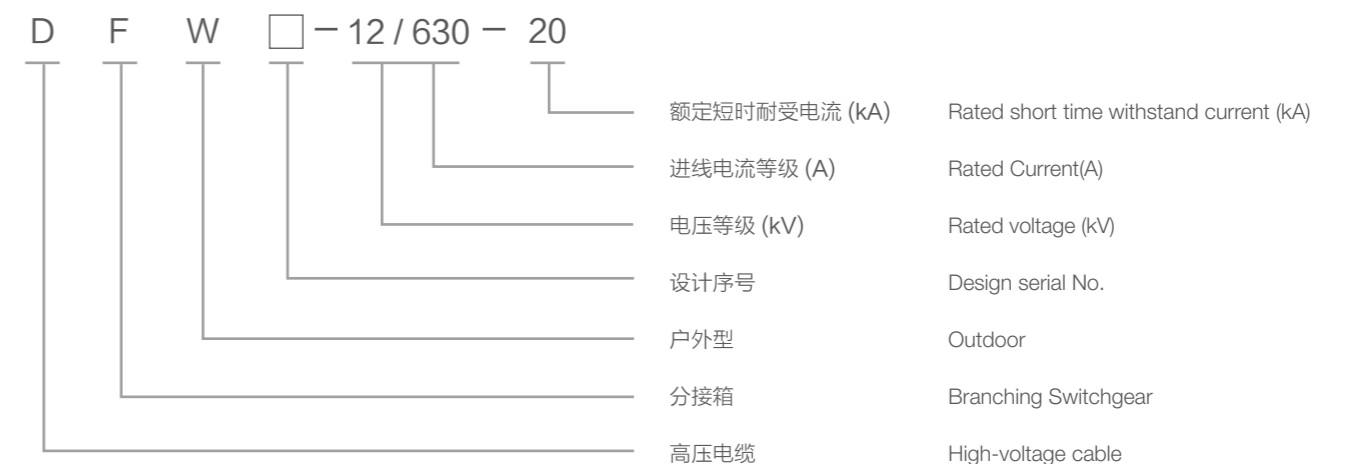 D F W □ - 12 / 630 - 20
额定短时耐受电流 (kA) Rated short time withstand current (kA)
进线电流等级 (A) Rated Current(A)
电压等级 (kV) Rated voltage (kV)
设计序号 Design serial No.
户外型 Outdoor
分接箱 Branching Switchgear
高压电缆 High-voltage cable